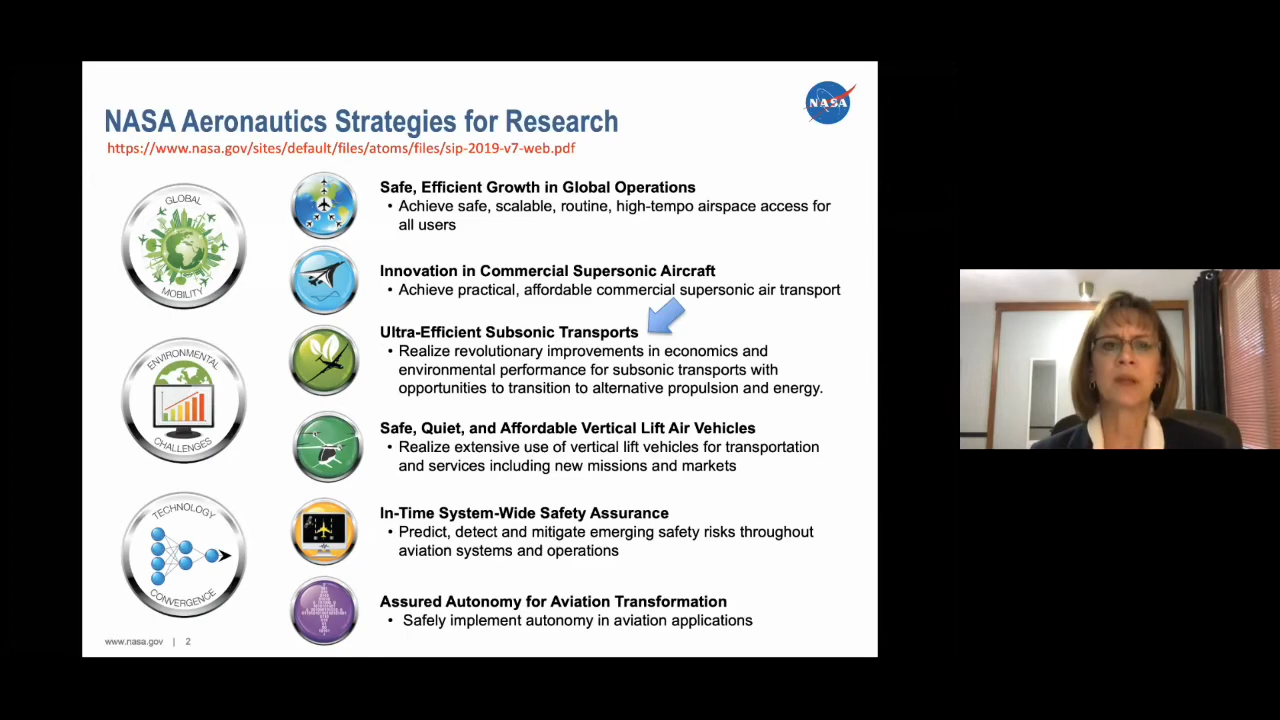 NASA Aeronautics Strategies for Research
NASA
https://www.nasa.gov/sites/default/files/atoms/files/sip-2019-v7-web.pdf
GLOBAL
MOBILITY
ENVIRONMENTAL
CHALLENGES
TECHNOLOGY
CONVERGENCE
Safe, Efficient Growth in Global Operations
• Achieve safe, scalable, routine, high-tempo airspace access for
all users
Innovation in Commercial Supersonic Aircraft
• Achieve practical, affordable commercial supersonic air transport
Ultra-Efficient Subsonic Transports
• Realize revolutionary improvements in economics and
environmental performance for subsonic transports with
opportunities to transition to alternative propulsion and energy.
Safe, Quiet, and Affordable Vertical Lift Air Vehicles
• Realize extensive use of vertical lift vehicles for transportation
and services including new missions and markets
In-Time System-Wide Safety Assurance
• Predict, detect and mitigate emerging safety risks throughout
aviation systems and operations
Assured Autonomy for Aviation Transformation
• Safely implement autonomy in aviation applications
www.nasa.gov | 2